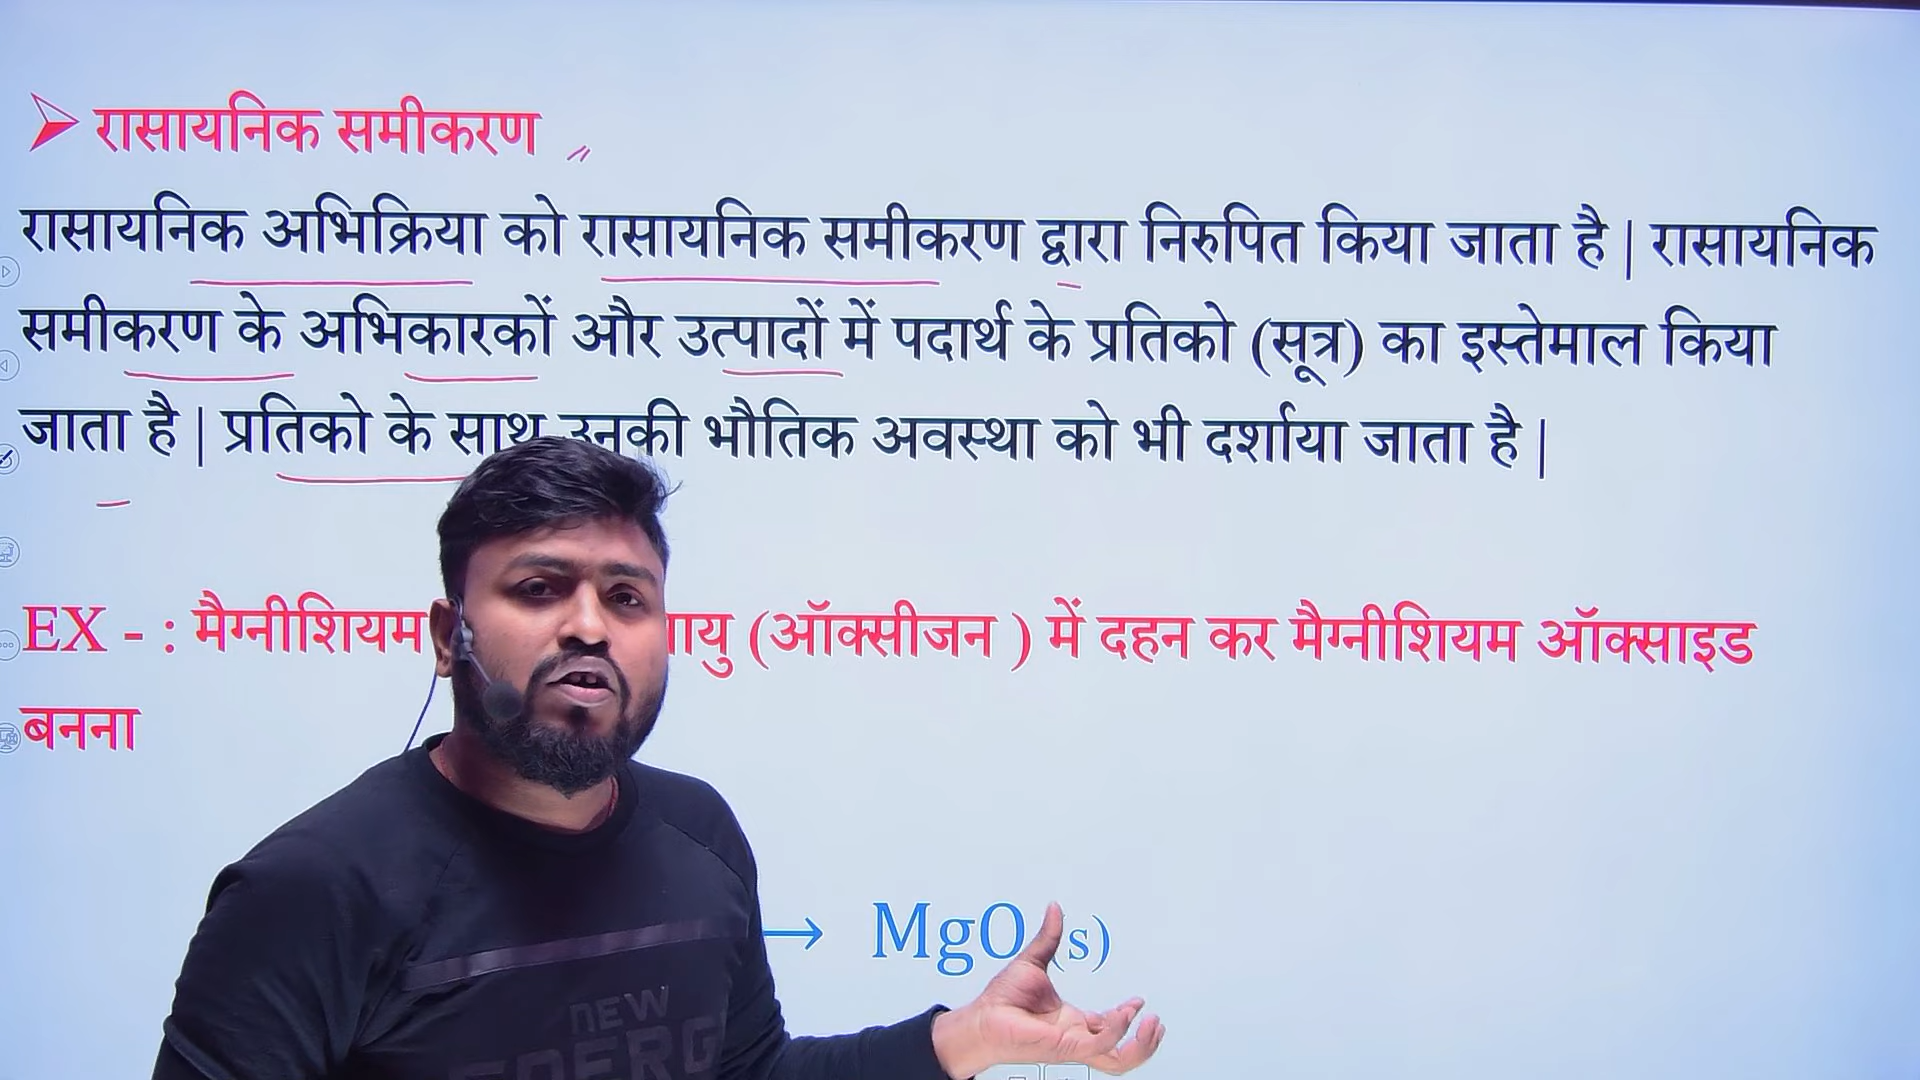 रासायनिक समीकरण
रासायनिक अभिक्रिया को रासायनिक समीकरण द्वारा निरुपित किया जाता है | रासायनिक
समीकरण के अभिकारकों और उत्पादों में पदार्थ के प्रतिको (सूत्र) का इस्तेमाल किया
जाता है | प्रतिको के साथ उनकी भौतिक अवस्था को भी दर्शाया जाता है |
EX - : मैग्नीशियम (ऑक्सीजन ) में दहन कर मैग्नीशियम ऑक्साइड
बनना
→ MgO (s)
NEW